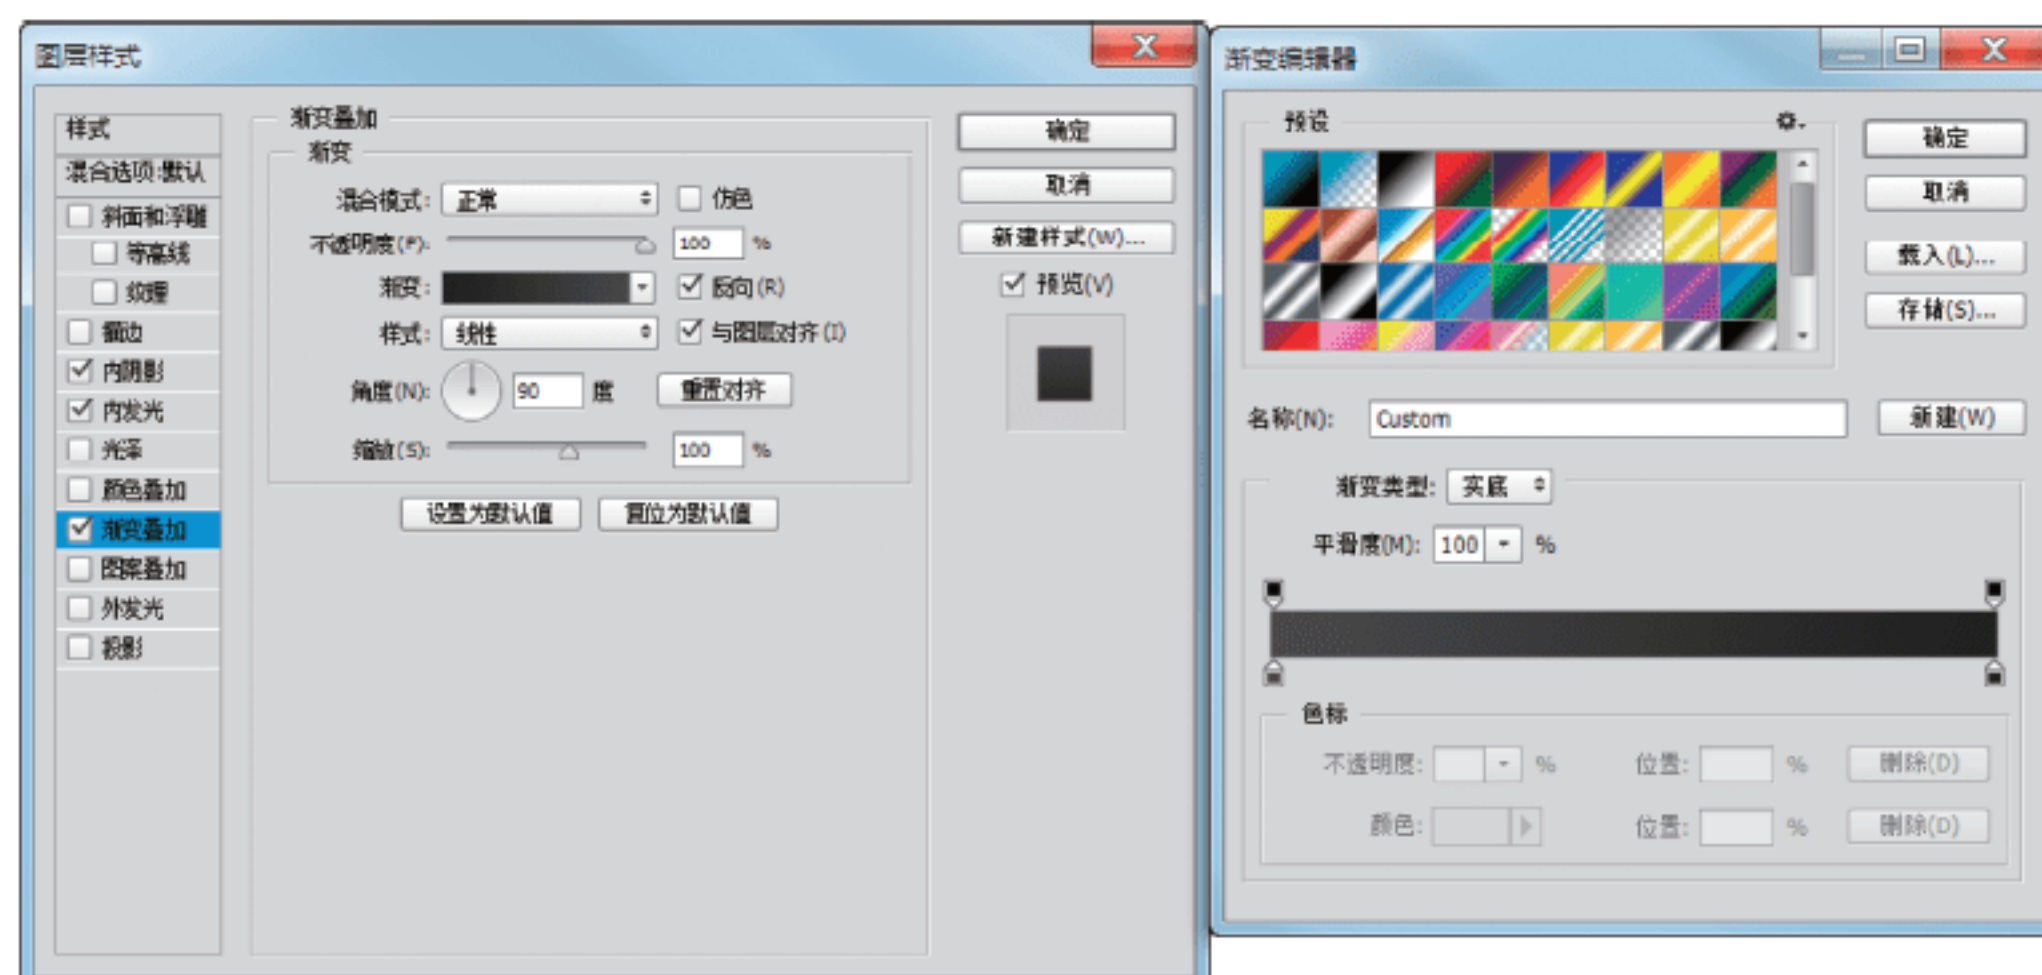 图层样式
样式
混合选项:默认
斜面和浮雕
等高线
纹理
描边
内阴影
内发光
光泽
颜色叠加
渐变叠加
图案叠加
外发光
投影
渐变叠加
渐变
混合模式: 正常 仿色
不透明度(P): 100 %
渐变: 反向(R)
样式: 线性 与图层对齐(I)
角度(N): 90 度 重置对齐
缩放(S): 100 %
设置为默认值 复位为默认值
确定
取消
新建样式(W)...
预览(V)
渐变编辑器
预设
确定
取消
载入(L)...
存储(S)...
名称(N): Custom 新建(W)
渐变类型: 实底
平滑度(M): 100 %
色标
不透明度: % 位置: % 删除(D)
颜色: 位置: % 删除(D)